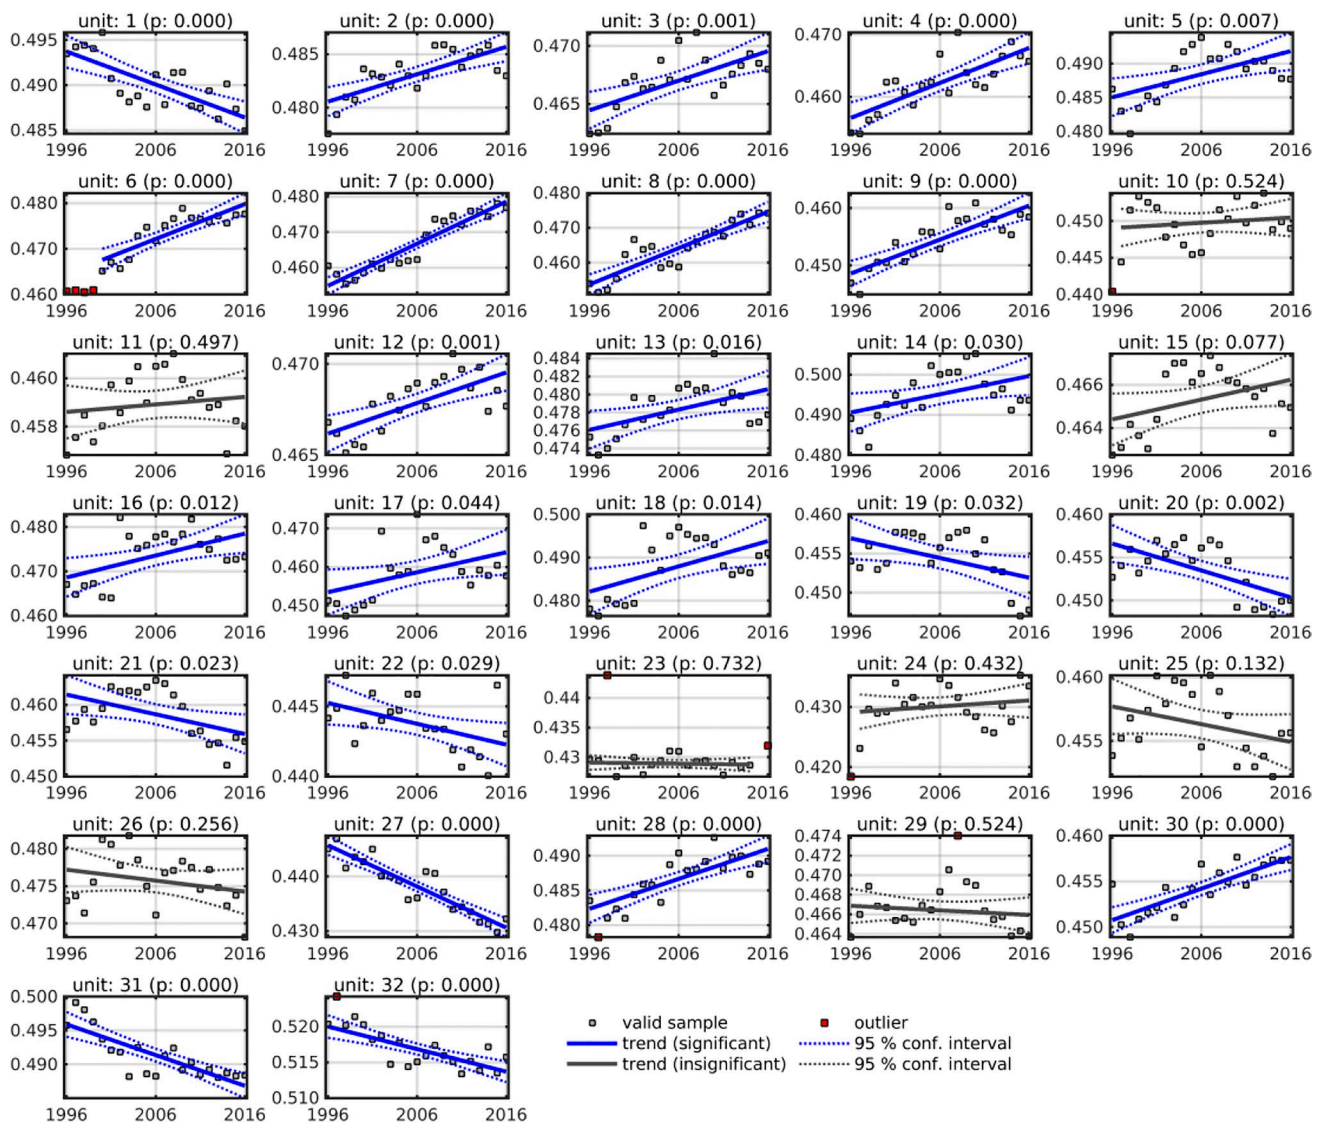 unit: 1 (p: 0.000) unit: 2 (p: 0.000) unit: 3 (p: 0.001) unit: 4 (p: 0.000) unit: 5 (p: 0.007)
0.495 0.485 0.470 0.470 0.490
0.490 0.480 0.465 0.460 0.485
0.485 0.480
1996 2006 2016 1996 2006 2016 1996 2006 2016 1996 2006 2016 1996 2006 2016
unit: 6 (p: 0.000) unit: 7 (p: 0.000) unit: 8 (p: 0.000) unit: 9 (p: 0.000) unit: 10 (p: 0.524)
0.480 0.480 0.480 0.460 0.450
0.470 0.470 0.470 0.450 0.445
0.460 0.460 0.460 0.440
1996 2006 2016 1996 2006 2016 1996 2006 2016 1996 2006 2016 1996 2006 2016
unit: 11 (p: 0.497) unit: 12 (p: 0.001) unit: 13 (p: 0.016) unit: 14 (p: 0.030) unit: 15 (p: 0.077)
0.460 0.470 0.484 0.500 0.466
0.458 0.465 0.482 0.490 0.464
0.480 0.480
0.478
0.476
0.474
1996 2006 2016 1996 2006 2016 1996 2006 2016 1996 2006 2016 1996 2006 2016
unit: 16 (p: 0.012) unit: 17 (p: 0.044) unit: 18 (p: 0.014) unit: 19 (p: 0.032) unit: 20 (p: 0.002)
0.480 0.470 0.500 0.460 0.460
0.470 0.460 0.490 0.455 0.455
0.460 0.450 0.480 0.450 0.450
1996 2006 2016 1996 2006 2016 1996 2006 2016 1996 2006 2016 1996 2006 2016
unit: 21 (p: 0.023) unit: 22 (p: 0.029) unit: 23 (p: 0.732) unit: 24 (p: 0.432) unit: 25 (p: 0.132)
0.460 0.445 0.44 0.430 0.460
0.455 0.440 0.435 0.420 0.455
0.450 0.43
1996 2006 2016 1996 2006 2016 1996 2006 2016 1996 2006 2016 1996 2006 2016
unit: 26 (p: 0.256) unit: 27 (p: 0.000) unit: 28 (p: 0.000) unit: 29 (p: 0.524) unit: 30 (p: 0.000)
0.480 0.440 0.490 0.474 0.460
0.475 0.430 0.485 0.472 0.455
0.470 0.480 0.470 0.450
0.468
0.466
0.464
1996 2006 2016 1996 2006 2016 1996 2006 2016 1996 2006 2016 1996 2006 2016
unit: 31 (p: 0.000) unit: 32 (p: 0.000)
0.500 0.520
0.495 0.515
0.490 0.510
1996 2006 2016 1996 2006 2016
valid sample outlier
trend (significant) 95 % conf. interval
trend (insignificant) 95 % conf. interval